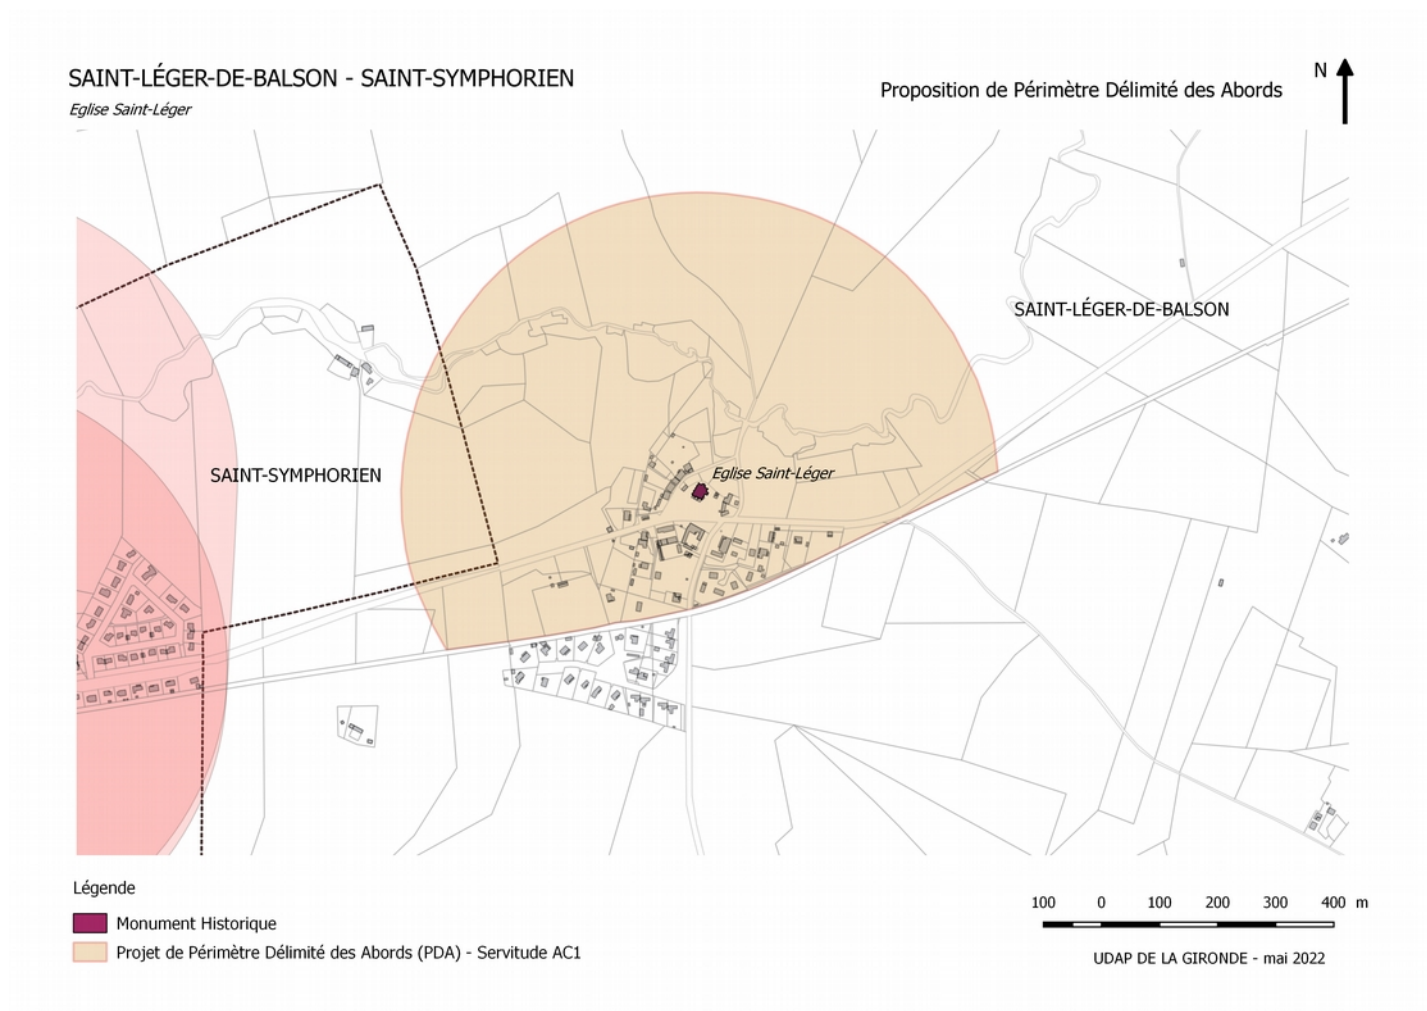 SAINT-LÉGER-DE-BALSON - SAINT-SYMPHORIEN
Eglise Saint-Léger
Proposition de Périmètre Délimité des Abords
N
SAINT-LÉGER-DE-BALSON
SAINT-SYMPHORIEN
Eglise Saint-Léger
Légende
Monument Historique
Projet de Périmètre Délimité des Abords (PDA) - Servitude AC1
100 0 100 200 300 400 m
UDAP DE LA GIRONDE - mai 2022